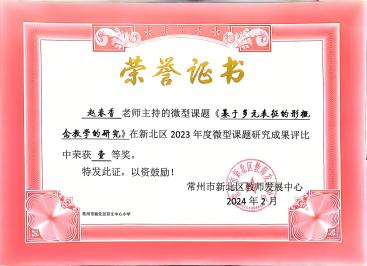 荣誉证书
赵春香 老师主持的微型课题《基于多元表征的形概
念教学的研究》在新北区 2023 年度微型课题研究成果评比
中荣获 壹 等奖。
特发此证，以资鼓励！
常州市新北区教师发展中心
2024 年 2 月